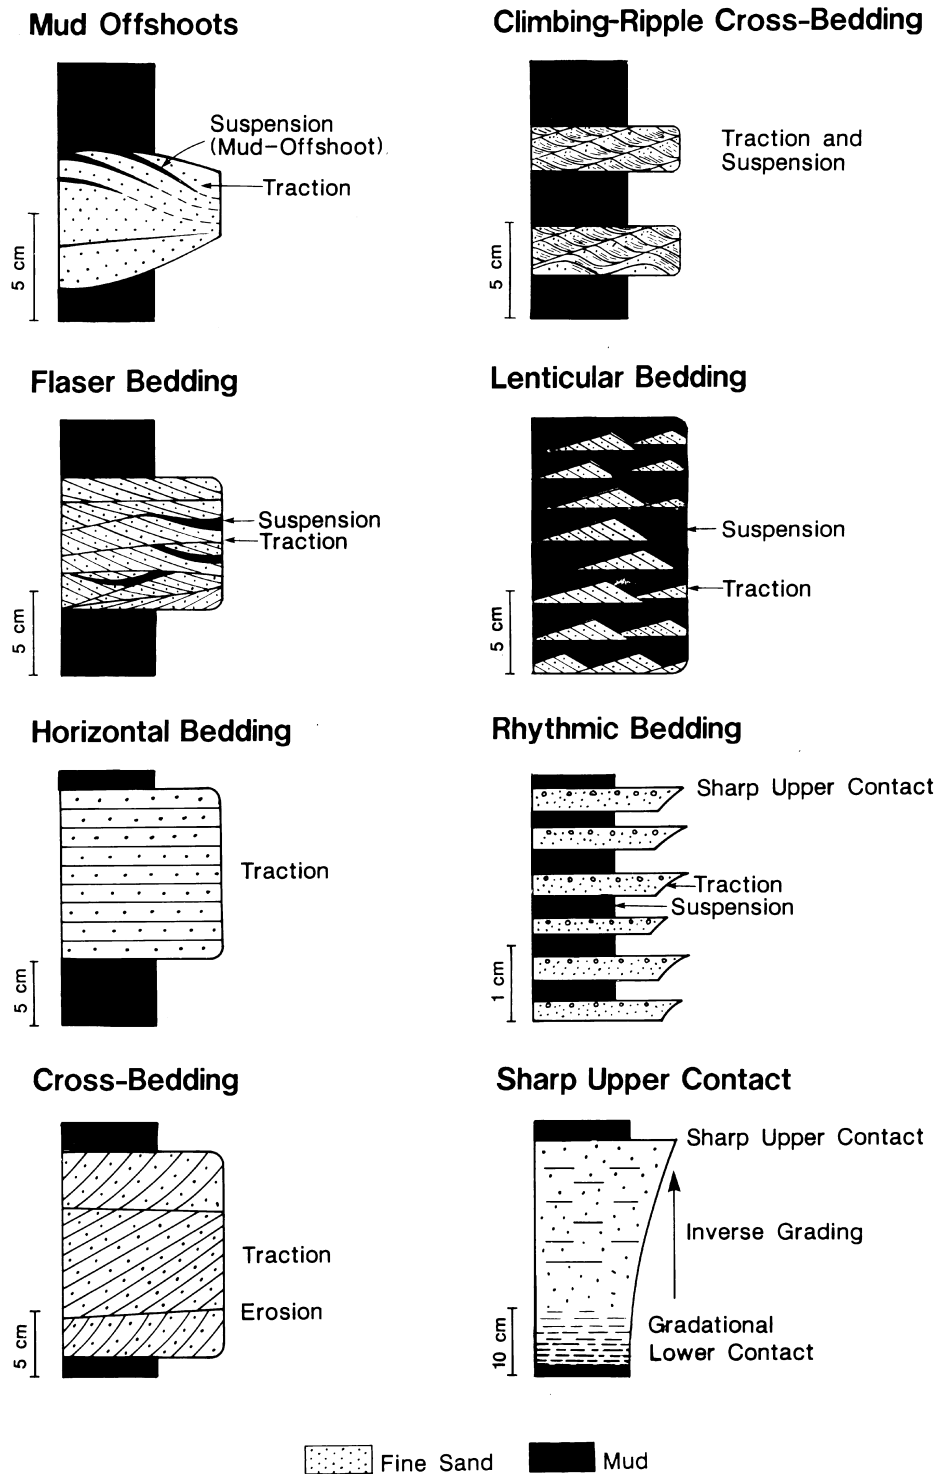 Mud Offshoots
Suspension
(Mud-Offshoot)
Traction
5 cm
Climbing-Ripple Cross-Bedding
Traction and
Suspension
5 cm
Flaser Bedding
Suspension
Traction
5 cm
Lenticular Bedding
Suspension
Traction
5 cm
Horizontal Bedding
Traction
5 cm
Rhythmic Bedding
Sharp Upper Contact
Traction
Suspension
1 cm
Cross-Bedding
Traction
Erosion
5 cm
Sharp Upper Contact
Sharp Upper Contact
Inverse Grading
Gradational
Lower Contact
10 cm
Fine Sand
Mud